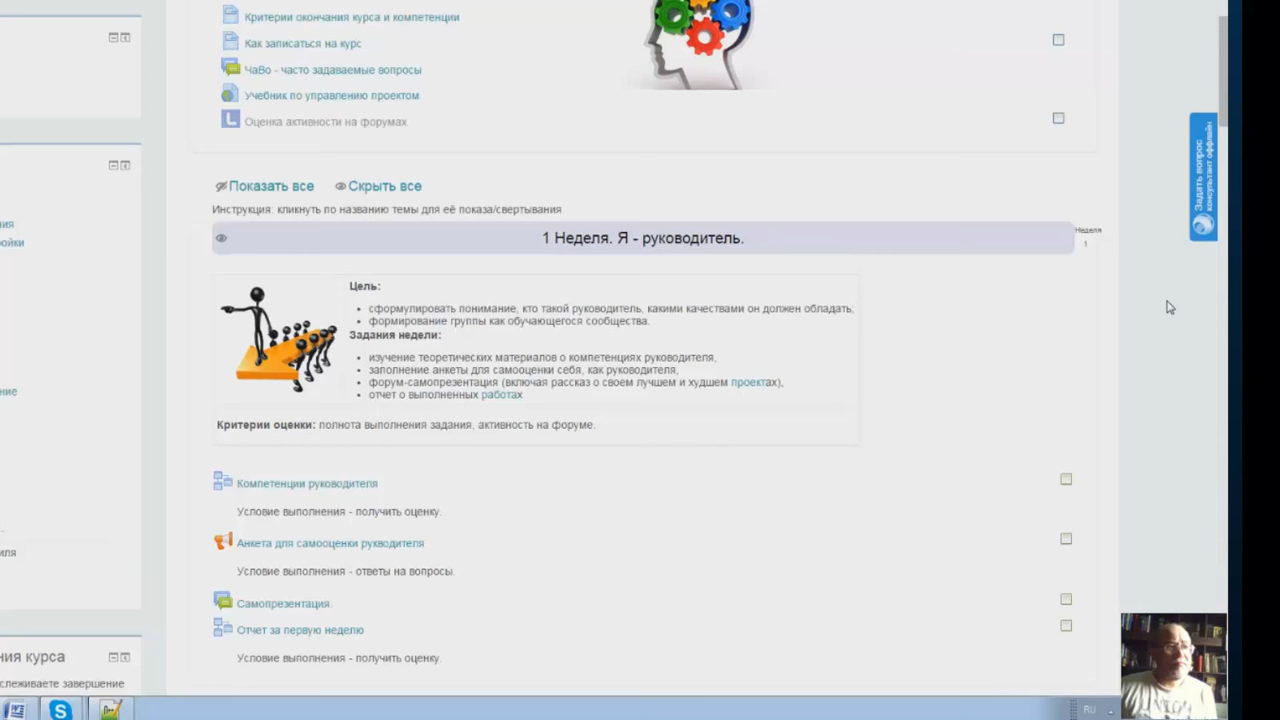 Критерии окончания курса и компетенции
Как записаться на курс
ЧаВо - часто задаваемые вопросы
Учебник по управлению проектом
Оценка активности на форумах
Показать все Скрыть все
Инструкция: кликнуть по названию темы для её показа/свертывания
1 Неделя. Я - руководитель.
Неделя
1
Цель:
сформулировать понимание, кто такой руководитель, какими качествами он должен обладать;
формирование группы как обучающегося сообщества.
Задания недели:
изучение теоретических материалов о компетенциях руководителя,
заполнение анкеты для самооценки себя, как руководителя,
форум-самопрезентация (включая рассказ о своем лучшем и худшем проектах),
отчет о выполненных работах
Критерии оценки: полнота выполнения задания, активность на форуме.
Компетенции руководителя
Условие выполнения - получить оценку.
Анкета для самооценки рукводителя
Условие выполнения - ответы на вопросы.
Самопрезентация.
Отчет за первую неделю
Условие выполнения - получить оценку.
ния
ройки
ние
иля
ния курса
слеживаете завершение
Задать вопрос
консультант оффлайн
RU